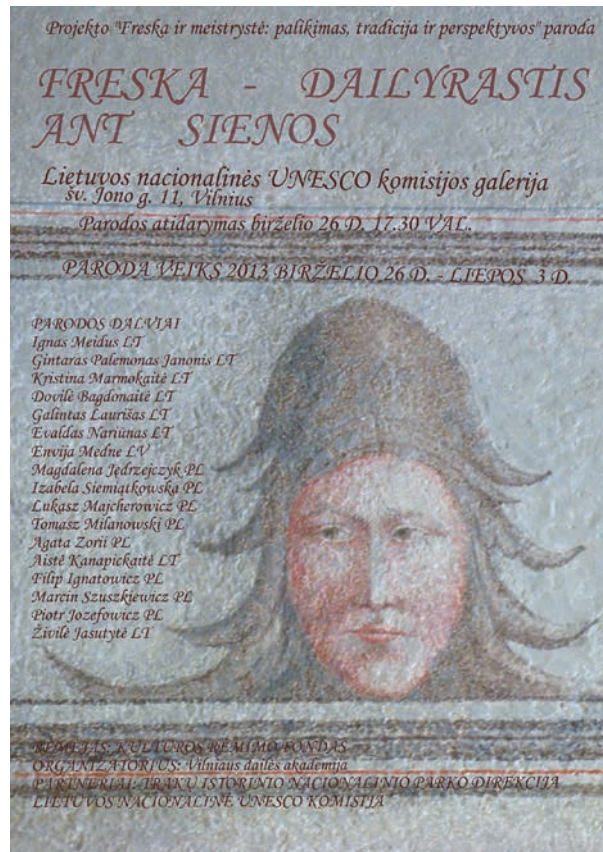 Projekto "Freska ir meistrystė: palikimas, tradicija ir perspektyvos" paroda
FRESKA - DAILYRASTIS
ANT SIENOS
Lietuvos nacionalinės UNESCO komisijos galerija
šv. Jono g. 11, Vilnius
Parodos atidarymas birželio 26 D. 17.30 VAL.
PARODA VEIKS 2013 BIRŽELIO 26 D. - LIEPOS 3 D.
PARODOS DALVIAI
Ignas Meidus LT
Gintaras Palemonas Janonis LT
Kristina Marmokaitė LT
Dovilė Bagdonaitė LT
Galintas Laurišas LT
Evaldas Nariūnas LT
Envija Medne LV
Magdalena Jędrzejczyk PL
Izabela Siemiątkowska PL
Lukasz Majcherowicz PL
Tomasz Milanowski PL
Agata Zorii PL
Aistė Kanapickaitė LT
Filip Ignatowicz PL
Marcin Szuszkiewicz PL
Piotr Jozefowicz PL
Živilė Jasutytė LT
RĖMĖJAS: KULTŪROS RĖMIMO FONDAS
ORGANIZATORIUS: Vilniaus dailės akademija
PARTNERIAI: TRAKŲ ISTORINIO NACIONALINIO PARKO DIREKCIJA
LIETUVOS NACIONALINĖ UNESCO KOMISIJA